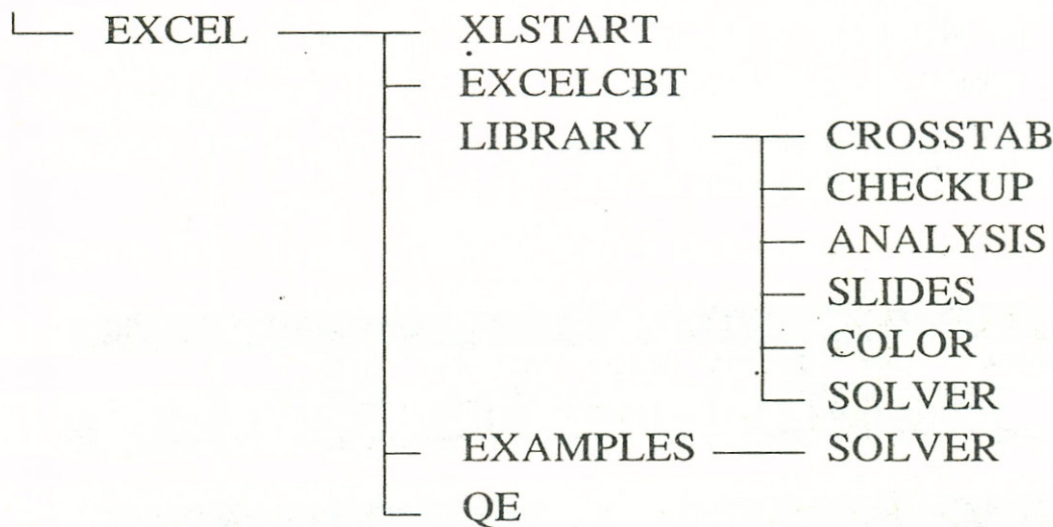 EXCEL XLSTART
EXCELCBT
LIBRARY CROSSTAB
CHECKUP
ANALYSIS
SLIDES
COLOR
SOLVER
EXAMPLES SOLVER
QE